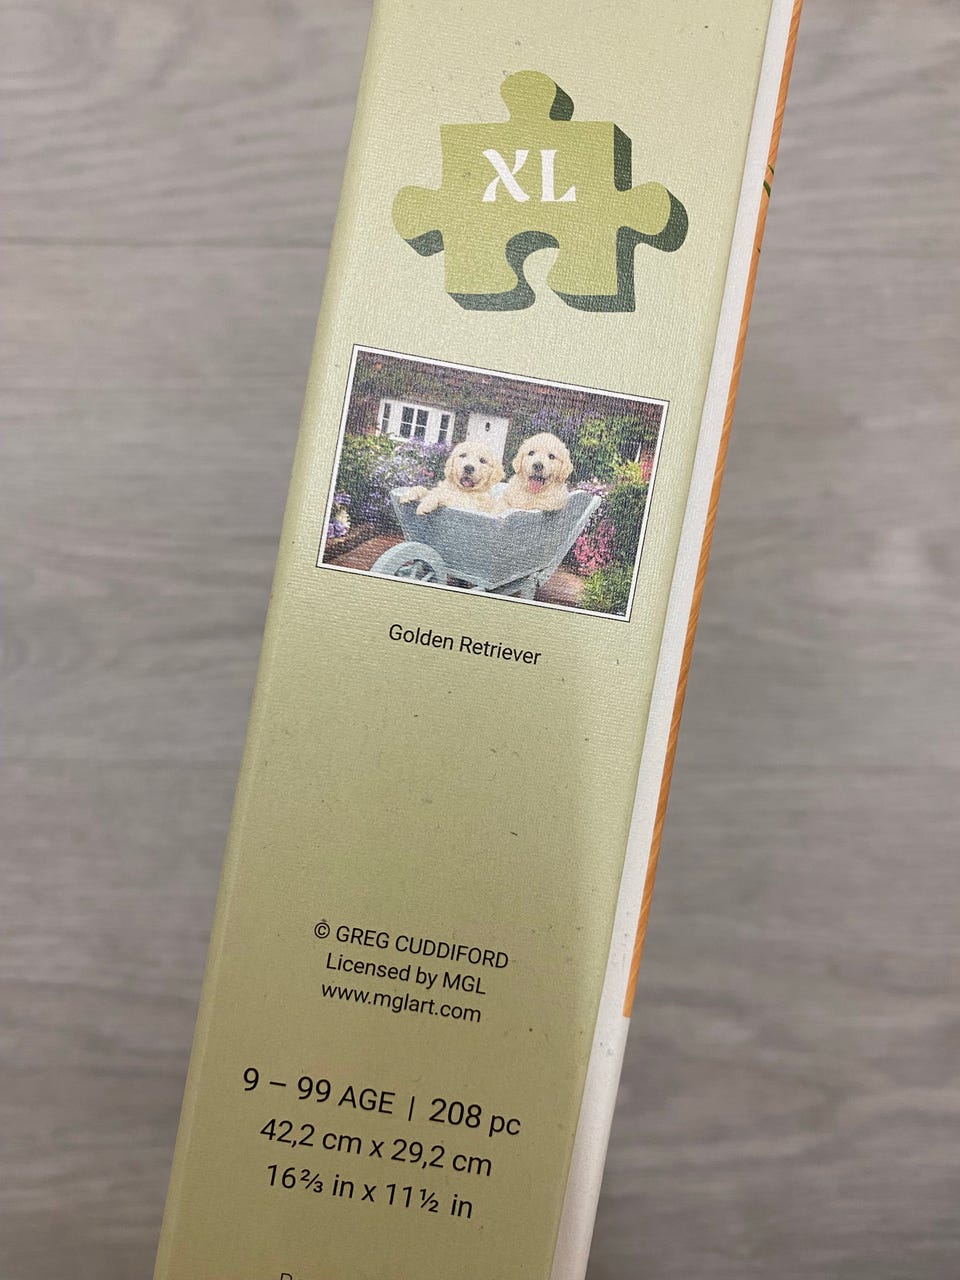 XL
Golden Retriever
© GREG CUDDIFORD
Licensed by MGL
www.mglart.com
9 – 99 AGE | 208 pc
42,2 cm x 29,2 cm
16⅔ in x 11½ in